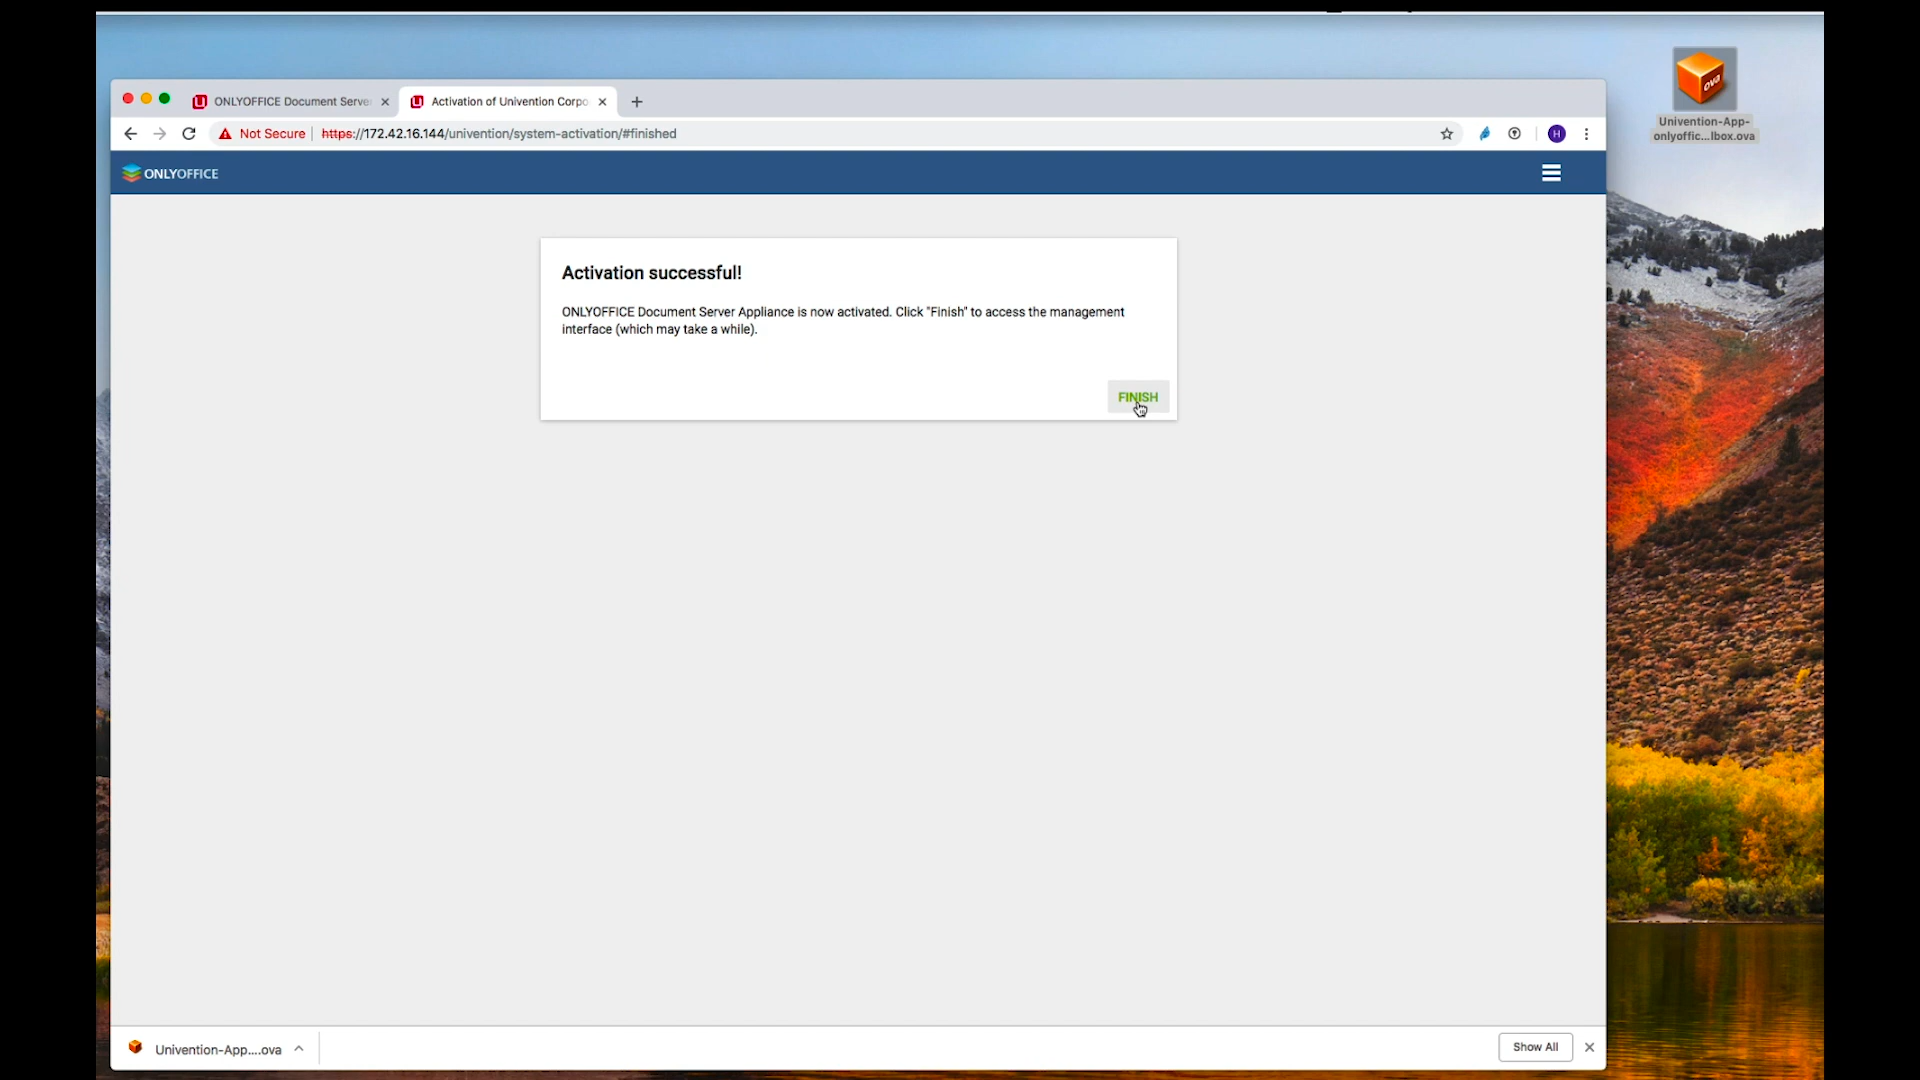 ova
Univention-App-
onlyoffic...lbox.ova
ONLYOFFICE Document Serve
Activation of Univention Corpo
Not Secure
https://172.42.16.144/univention/system-activation/#finished
H
ONLYOFFICE
Activation successful!
ONLYOFFICE Document Server Appliance is now activated. Click "Finish" to access the management
interface (which may take a while).
FINISH
Univention-App....ova
Show All